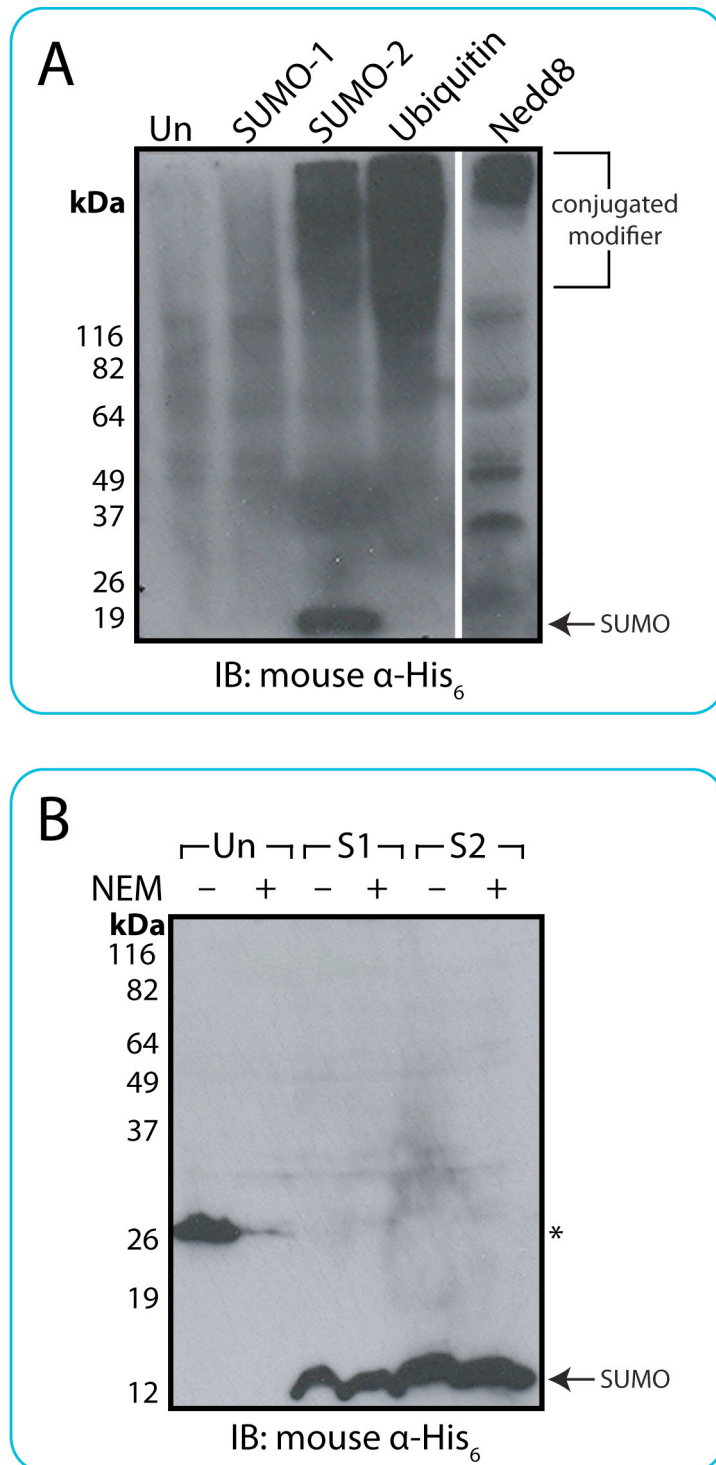 A
Un SUMO-1 SUMO-2 Ubiquitin Nedd8
kDa
conjugated
modifier
116
82
64
49
37
26
19
SUMO
IB: mouse α-His₆
B
Un S1 S2
NEM − + − + − +
kDa
116
82
64
49
37
26
*
19
12
SUMO
IB: mouse α-His₆